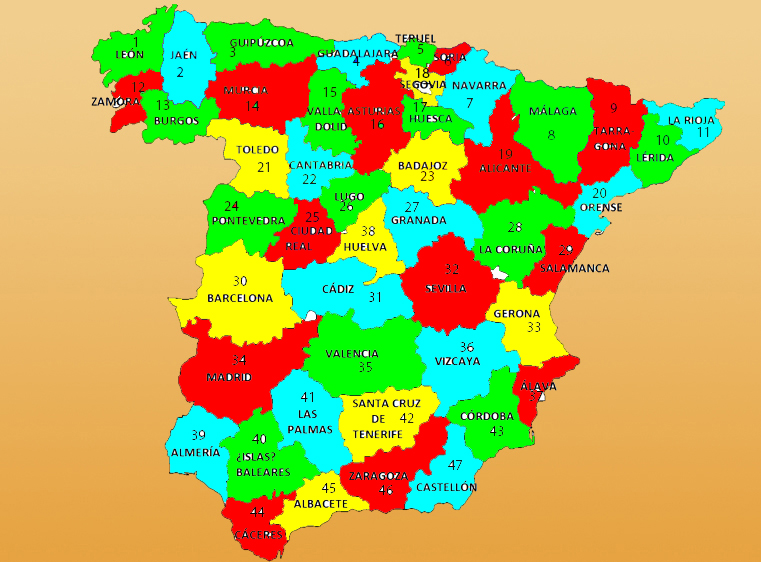 TERUEL
5
1
LEÓN
JAÉN
2
GUIPÚZCOA
3
GUADALAJARA
4
SORIA
6
12
ZAMORA
13
BURGOS
MURCIA
14
15
VALLA
DOLID
ASTURIAS
16
18
SEGOVIA
17
HUESCA
NAVARRA
7
MÁLAGA
8
9
TARRA
GONA
LA RIOJA
11
10
LÉRIDA
TOLEDO
21
CANTABRIA
22
BADAJOZ
23
19
ALICANTE
20
ORENSE
24
PONTEVEDRA
25
CIUDAD
REAL
LUGO
26
38
HUELVA
27
GRANADA
28
LA CORUÑA
29
SALAMANCA
30
BARCELONA
CÁDIZ
31
32
SEVILLA
GERONA
33
34
MADRID
VALENCIA
35
36
VIZCAYA
ÁLAVA
39
ALMERÍA
40
¿ISLAS?
BALEARES
41
LAS
PALMAS
SANTA CRUZ
DE 42
TENERIFE
CÓRDOBA
43
44
CÁCERES
45
ALBACETE
ZARAGOZA
47
CASTELLÓN